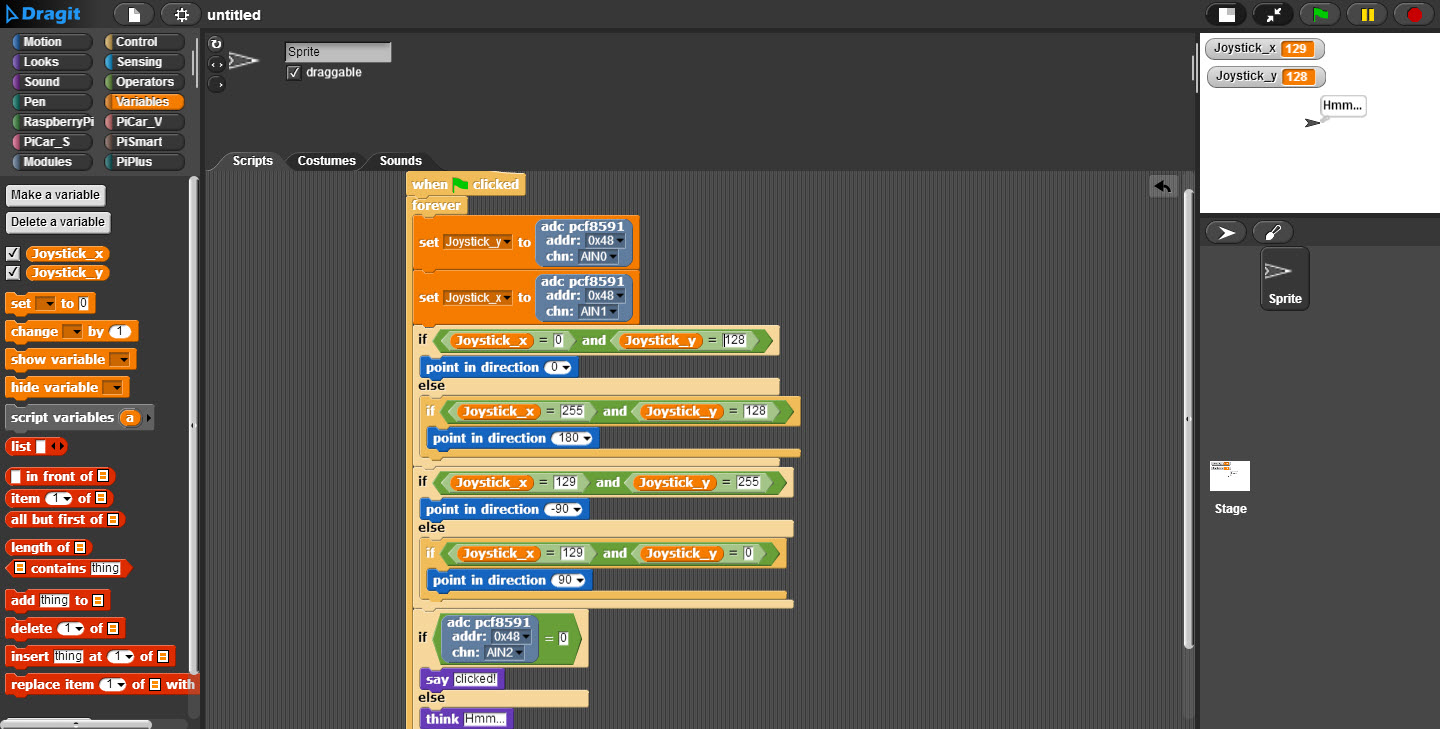 Dragit
untitled
Motion Control
Looks Sensing
Sound Operators
Pen Variables
RaspberryPi PiCar_V
PiCar_S PiSmart
Modules PiPlus
Make a variable
Delete a variable
Joystick_x
Joystick_y
set to 0
change by 1
show variable
hide variable
script variables a
list
in front of
item 1 of
all but first of
length of
contains thing
add thing to
delete 1 of
insert thing at 1 of
replace item 1 of with
Sprite
draggable
Scripts Costumes Sounds
when clicked
forever
set Joystick_y to adc pcf8591
addr: 0x48
chn: AIN0
set Joystick_x to adc pcf8591
addr: 0x48
chn: AIN1
if Joystick_x = 0 and Joystick_y = 128
point in direction 0
else
if Joystick_x = 255 and Joystick_y = 128
point in direction 180
if Joystick_x = 129 and Joystick_y = 255
point in direction -90
else
if Joystick_x = 129 and Joystick_y = 0
point in direction 90
if adc pcf8591
addr: 0x48
chn: AIN2
= 0
say clicked!
else
think Hmm...
Joystick_x 129
Joystick_y 128
Hmm...
Sprite
Stage